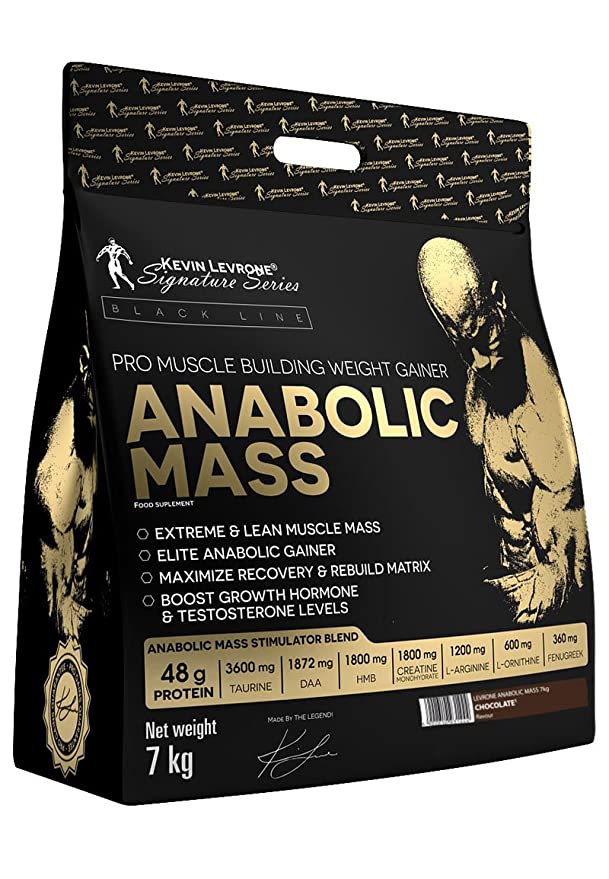 KEVIN LEVRONE®
Signature Series
BLACK LINE
PRO MUSCLE BUILDING WEIGHT GAINER
ANABOLIC
MASS
FOOD SUPLEMENT
EXTREME & LEAN MUSCLE MASS
ELITE ANABOLIC GAINER
MAXIMIZE RECOVERY & REBUILD MATRIX
BOOST GROWTH HORMONE
& TESTOSTERONE LEVELS
ANABOLIC MASS STIMULATOR BLEND
48 g PROTEIN
3600 mg TAURINE
1872 mg DAA
1800 mg HMB
1800 mg CREATINE MONOHYDRATE
1200 mg L-ARGININE
600 mg L-ORNITHINE
360 mg FENUGREEK
Net weight
7 kg
MADE BY THE LEGEND!
LEVRONE ANABOLIC MASS 7kg
CHOCOLATE
flavour